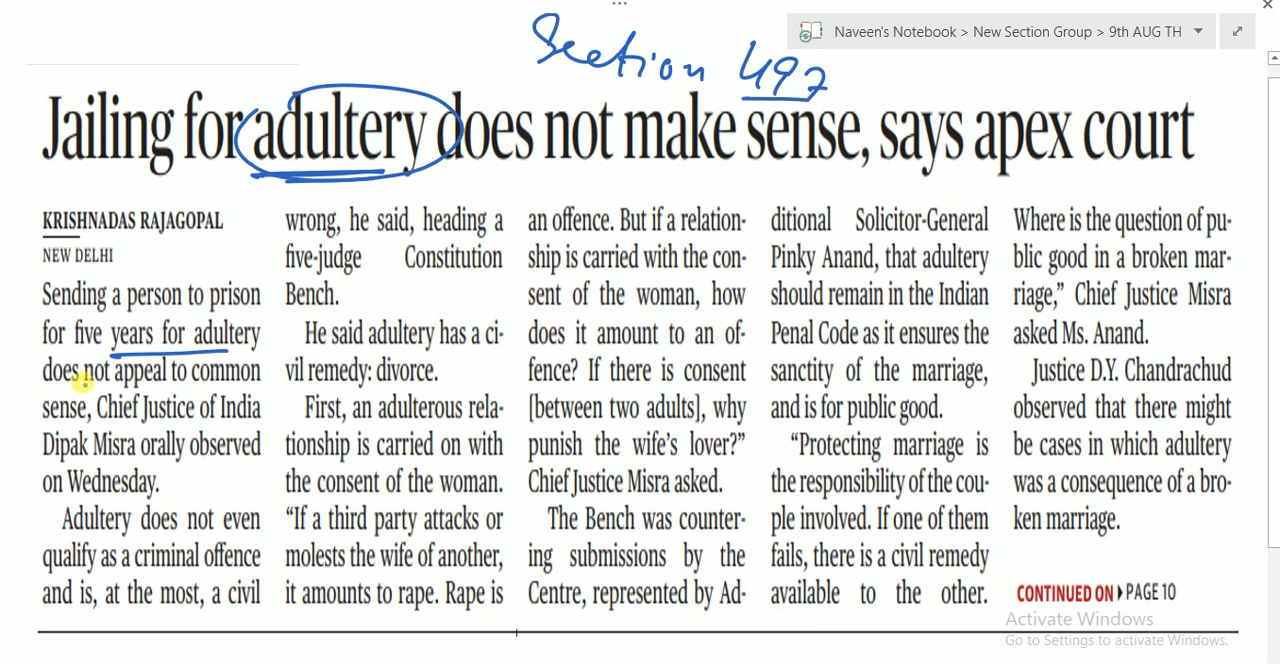 Naveen's Notebook > New Section Group > 9th AUG TH
Section 497
Jailing for adultery does not make sense, says apex court
KRISHNADAS RAJAGOPAL
NEW DELHI
Sending a person to prison
for five years for adultery
does not appeal to common
sense, Chief Justice of India
Dipak Misra orally observed
on Wednesday.
Adultery does not even
qualify as a criminal offence
and is, at the most, a civil
wrong, he said, heading a
five-judge Constitution
Bench.
He said adultery has a ci-
vil remedy: divorce.
First, an adulterous rela-
tionship is carried on with
the consent of the woman.
“If a third party attacks or
molests the wife of another,
it amounts to rape. Rape is
an offence. But if a relation-
ship is carried with the con-
sent of the woman, how
does it amount to an of-
fence? If there is consent
[between two adults], why
punish the wife’s lover?”
Chief Justice Misra asked.
The Bench was counter-
ing submissions by the
Centre, represented by Ad-
ditional Solicitor-General
Pinky Anand, that adultery
should remain in the Indian
Penal Code as it ensures the
sanctity of the marriage,
and is for public good.
“Protecting marriage is
the responsibility of the cou-
ple involved. If one of them
fails, there is a civil remedy
available to the other.
Where is the question of pu-
blic good in a broken mar-
riage,” Chief Justice Misra
asked Ms. Anand.
Justice D.Y. Chandrachud
observed that there might
be cases in which adultery
was a consequence of a bro-
ken marriage.
CONTINUED ON PAGE 10
Activate Windows
Go to Settings to activate Windows.